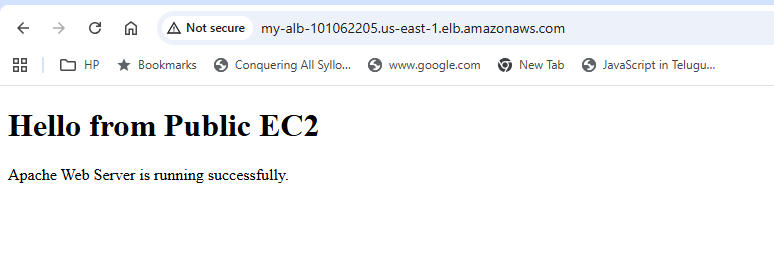 Not secure my-alb-101062205.us-east-1.elb.amazonaws.com
HP Bookmarks Conquering All Syllo... www.google.com New Tab JavaScript in Telugu...
Hello from Public EC2
Apache Web Server is running successfully.